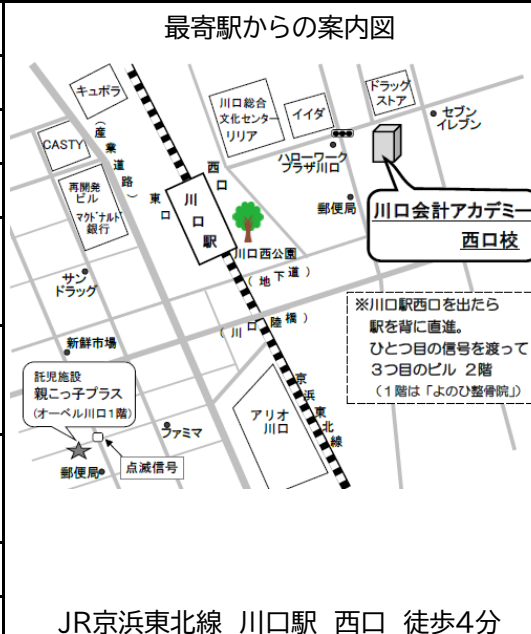 最寄駅からの案内図
キュポラ
CASTY
(産業道路)
再開発
ビル
マクドナルド
銀行
サン
ドラッグ
新鮮市場
託児施設
親こっ子プラス
(オーベル川口1階)
郵便局
点滅信号
ファミマ
東口
川口駅
西口
川口総合
文化センター
リリア
イイダ
ドラッグ
ストア
セブン
イレブン
ハローワーク
プラザ川口
郵便局
川口会計アカデミー
西口校
川口西公園
(地下道)
(川口陸橋)
京浜東北線
アリオ
川口
※川口駅西口を出たら
駅を背に直進。
ひとつ目の信号を渡って
3つ目のビル 2階
(1階は「よのひ整骨院」)
JR京浜東北線 川口駅 西口 徒歩4分